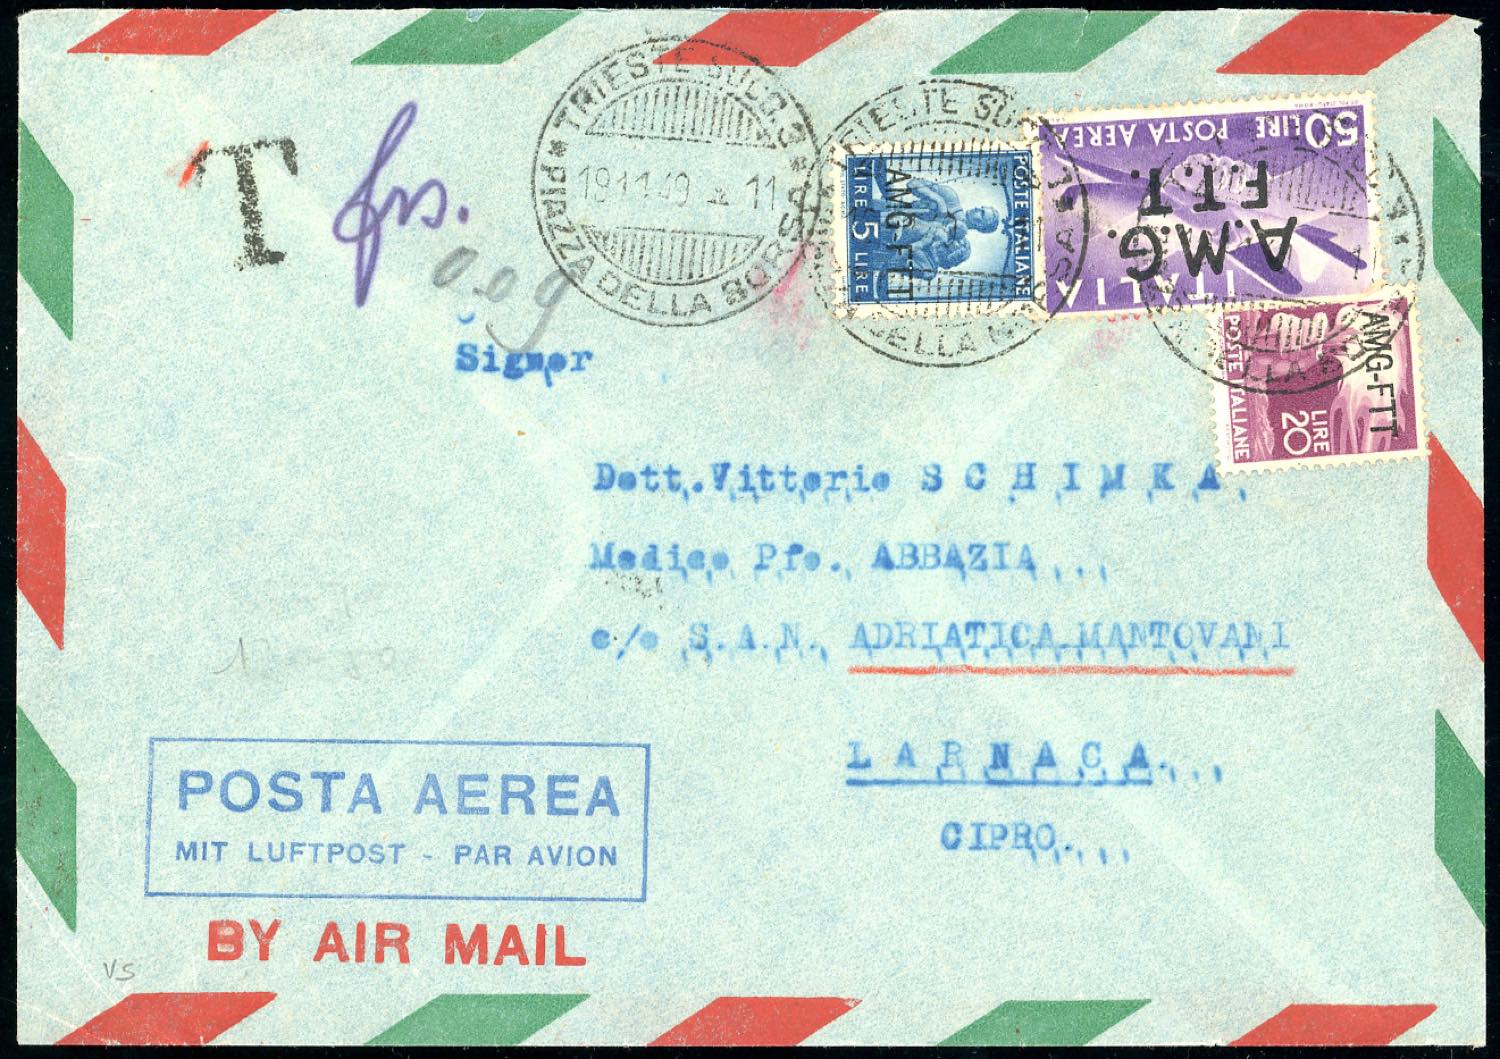 T frs.
TRIESTE SUCC. 3
18.11.49 11
PIAZZA DELLA BORSA
POSTE ITALIANE
AMG-FTT
LIRE 5 LIRE
50 LIRE POSTA AEREA
A.M.G.
F.T.T.
ITALIA
AMG-FTT
LIRE
20
POSTE ITALIANE
Signor
Dott.Vittorio SCHIMKA
Medico Pfo. ABBAZIA
c/o S.A.N. ADRIATICA-MANTOVANI
LARNACA.
CIPRO.
POSTA AEREA
MIT LUFTPOST - PAR AVION
BY AIR MAIL
VS